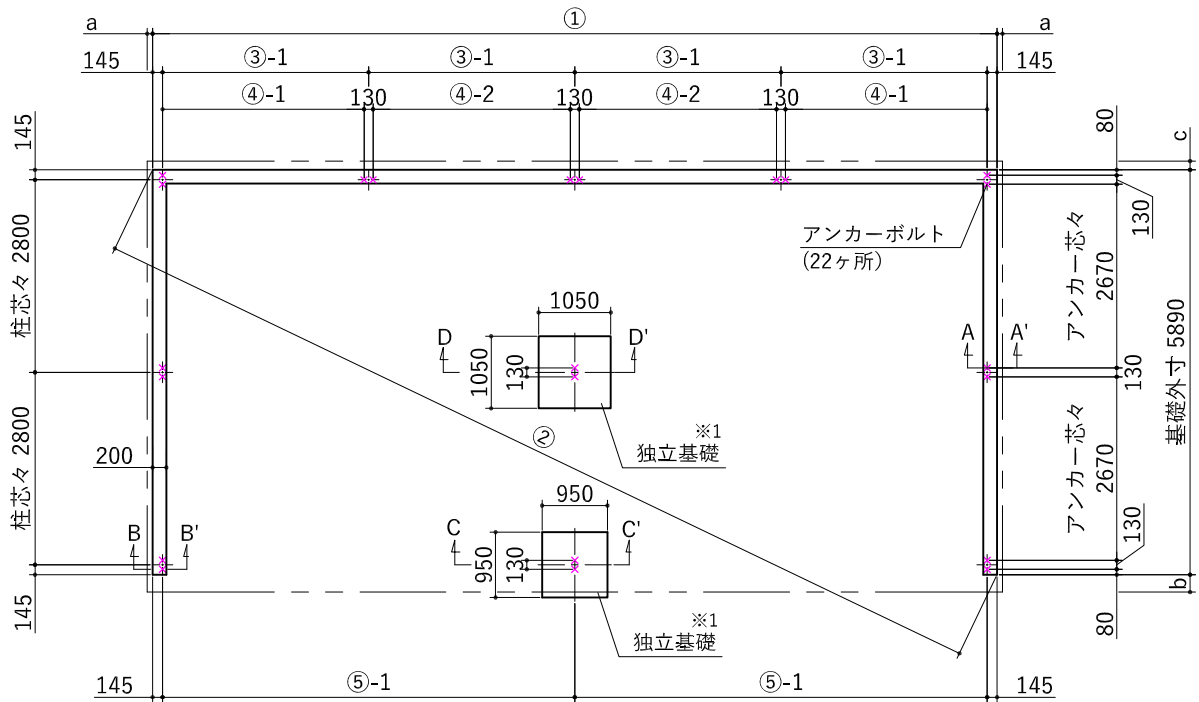 a ① a
145 ③-1 ③-1 ③-1 ③-1 145
④-1 130 ④-2 130 ④-2 130 ④-1
145
80
c
130
アンカーボルト
(22ヶ所)
柱芯々 2800
アンカー芯々
2670
1050
D D'
1050
130
A A'
130
基礎外寸 5890
※1
独立基礎
②
200
柱芯々 2800
アンカー芯々
2670
950
B B'
C C'
950
130
130
b
※1
独立基礎
145
80
145 ⑤-1 ⑤-1 145